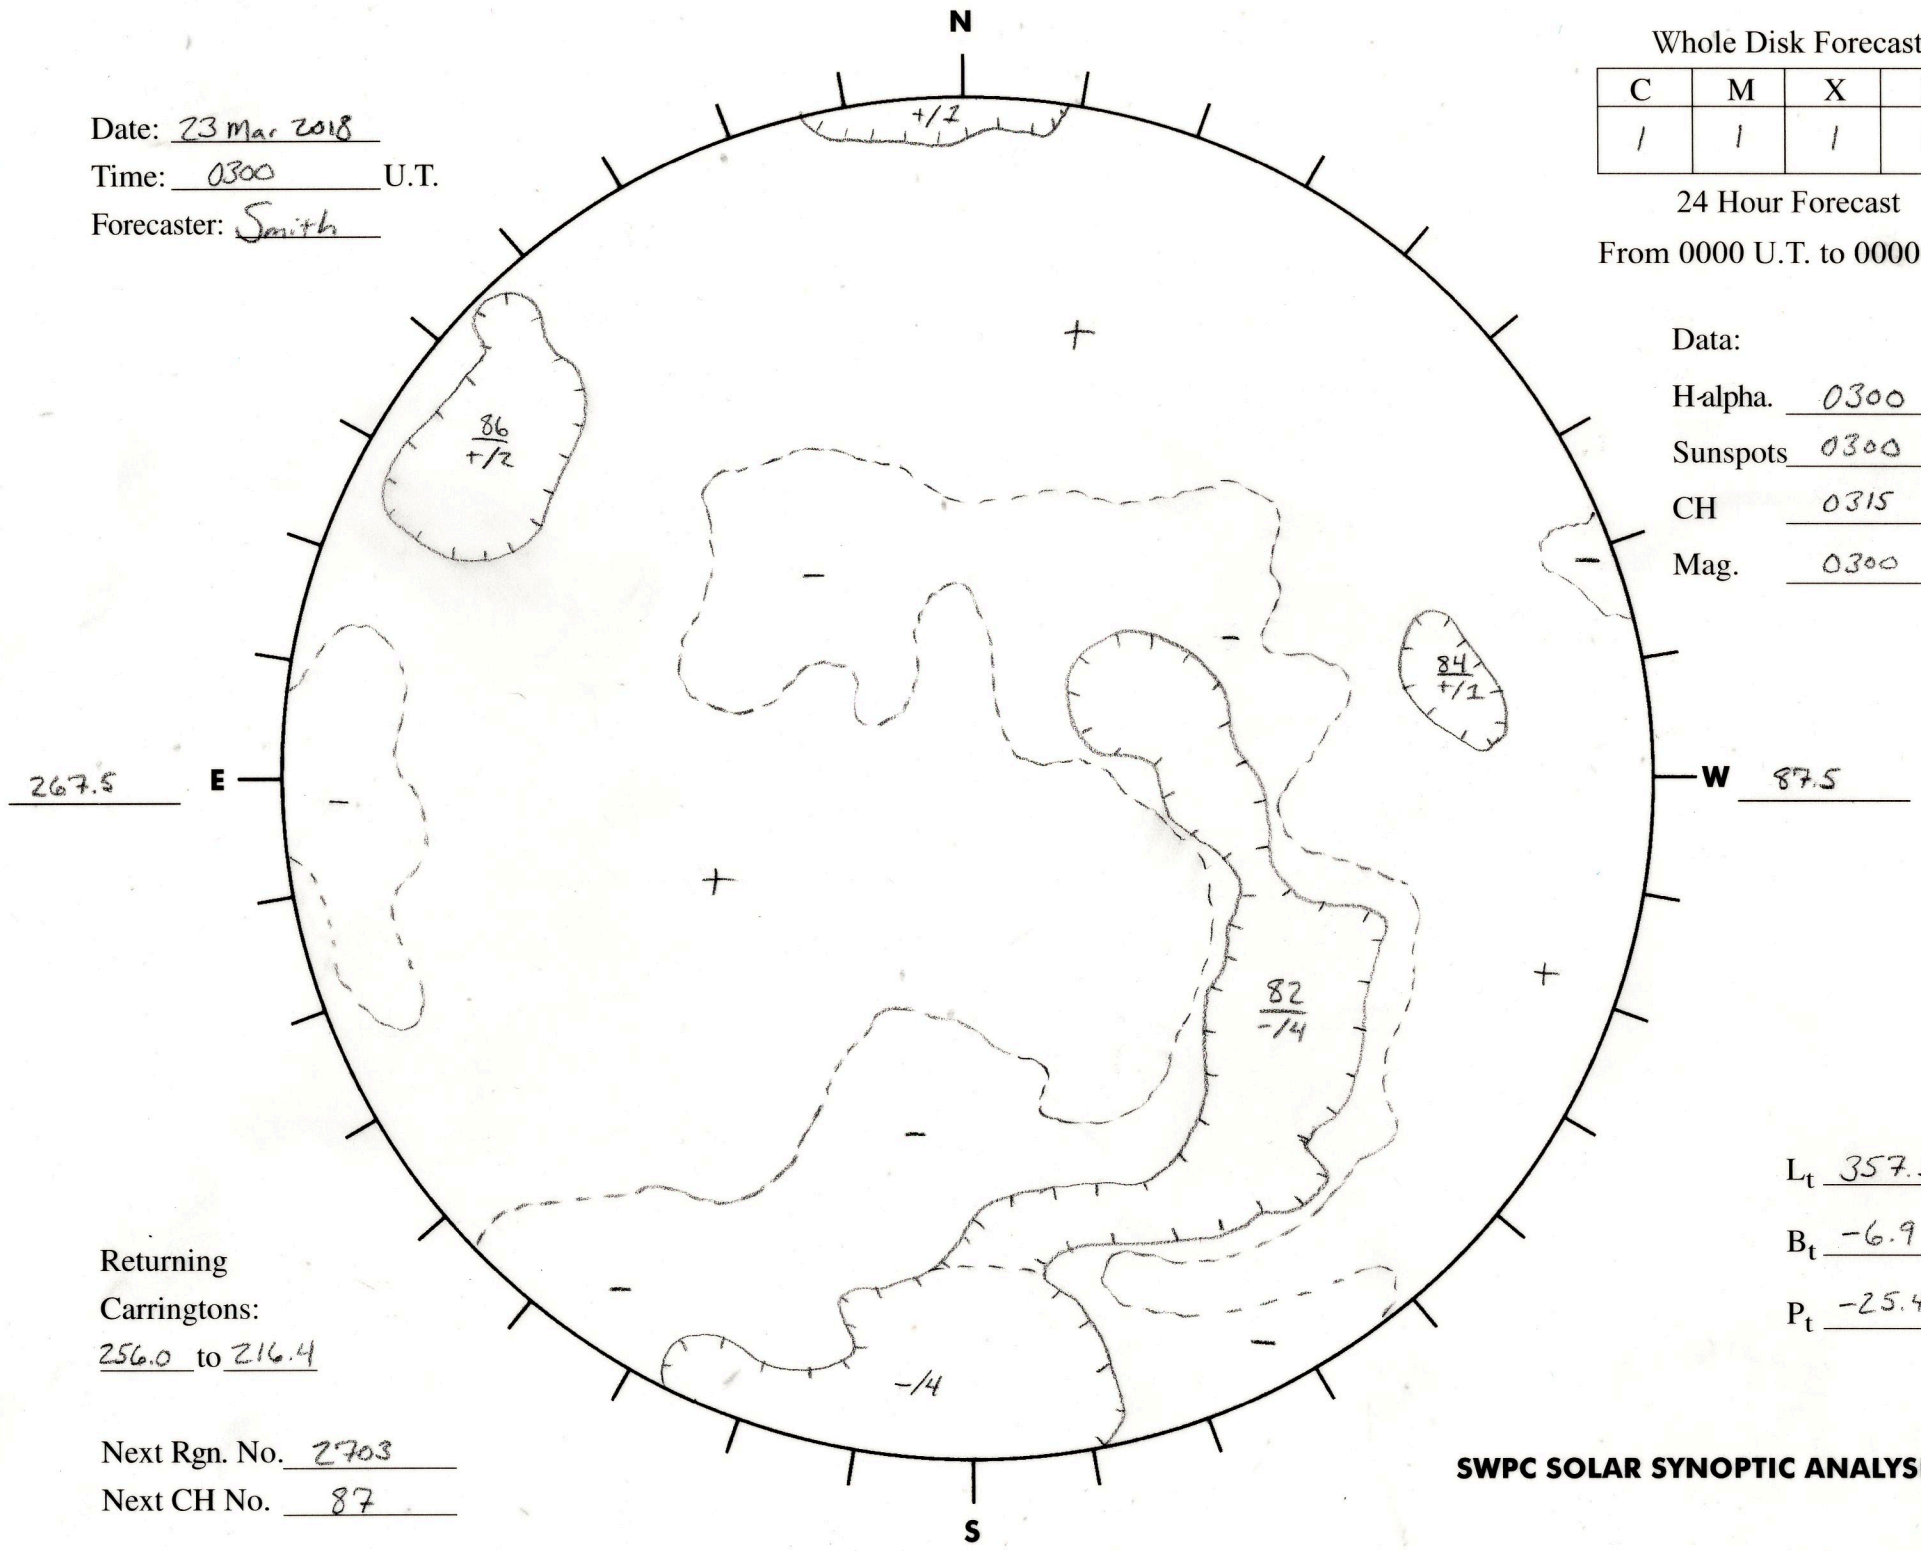 N
Whole Disk Forecast
C M X
1 1 1
24 Hour Forecast
From 0000 U.T. to 0000
Date: 23 Mar 2018
Time: 0300 U.T.
Forecaster: Smith
Data:
H-alpha. 0300
Sunspots 0300
CH 0315
Mag. 0300
+/1
+
86
+/2
-
-
-
84
+/1
267.5 E
W 87.5
-
+
+
82
-/4
-
-
-
-/4
Lt 357.
Bt -6.9
Pt -25.4
Returning
Carringtons:
256.0 to 216.4
Next Rgn. No. 2703
Next CH No. 87
SWPC SOLAR SYNOPTIC ANALYS
S